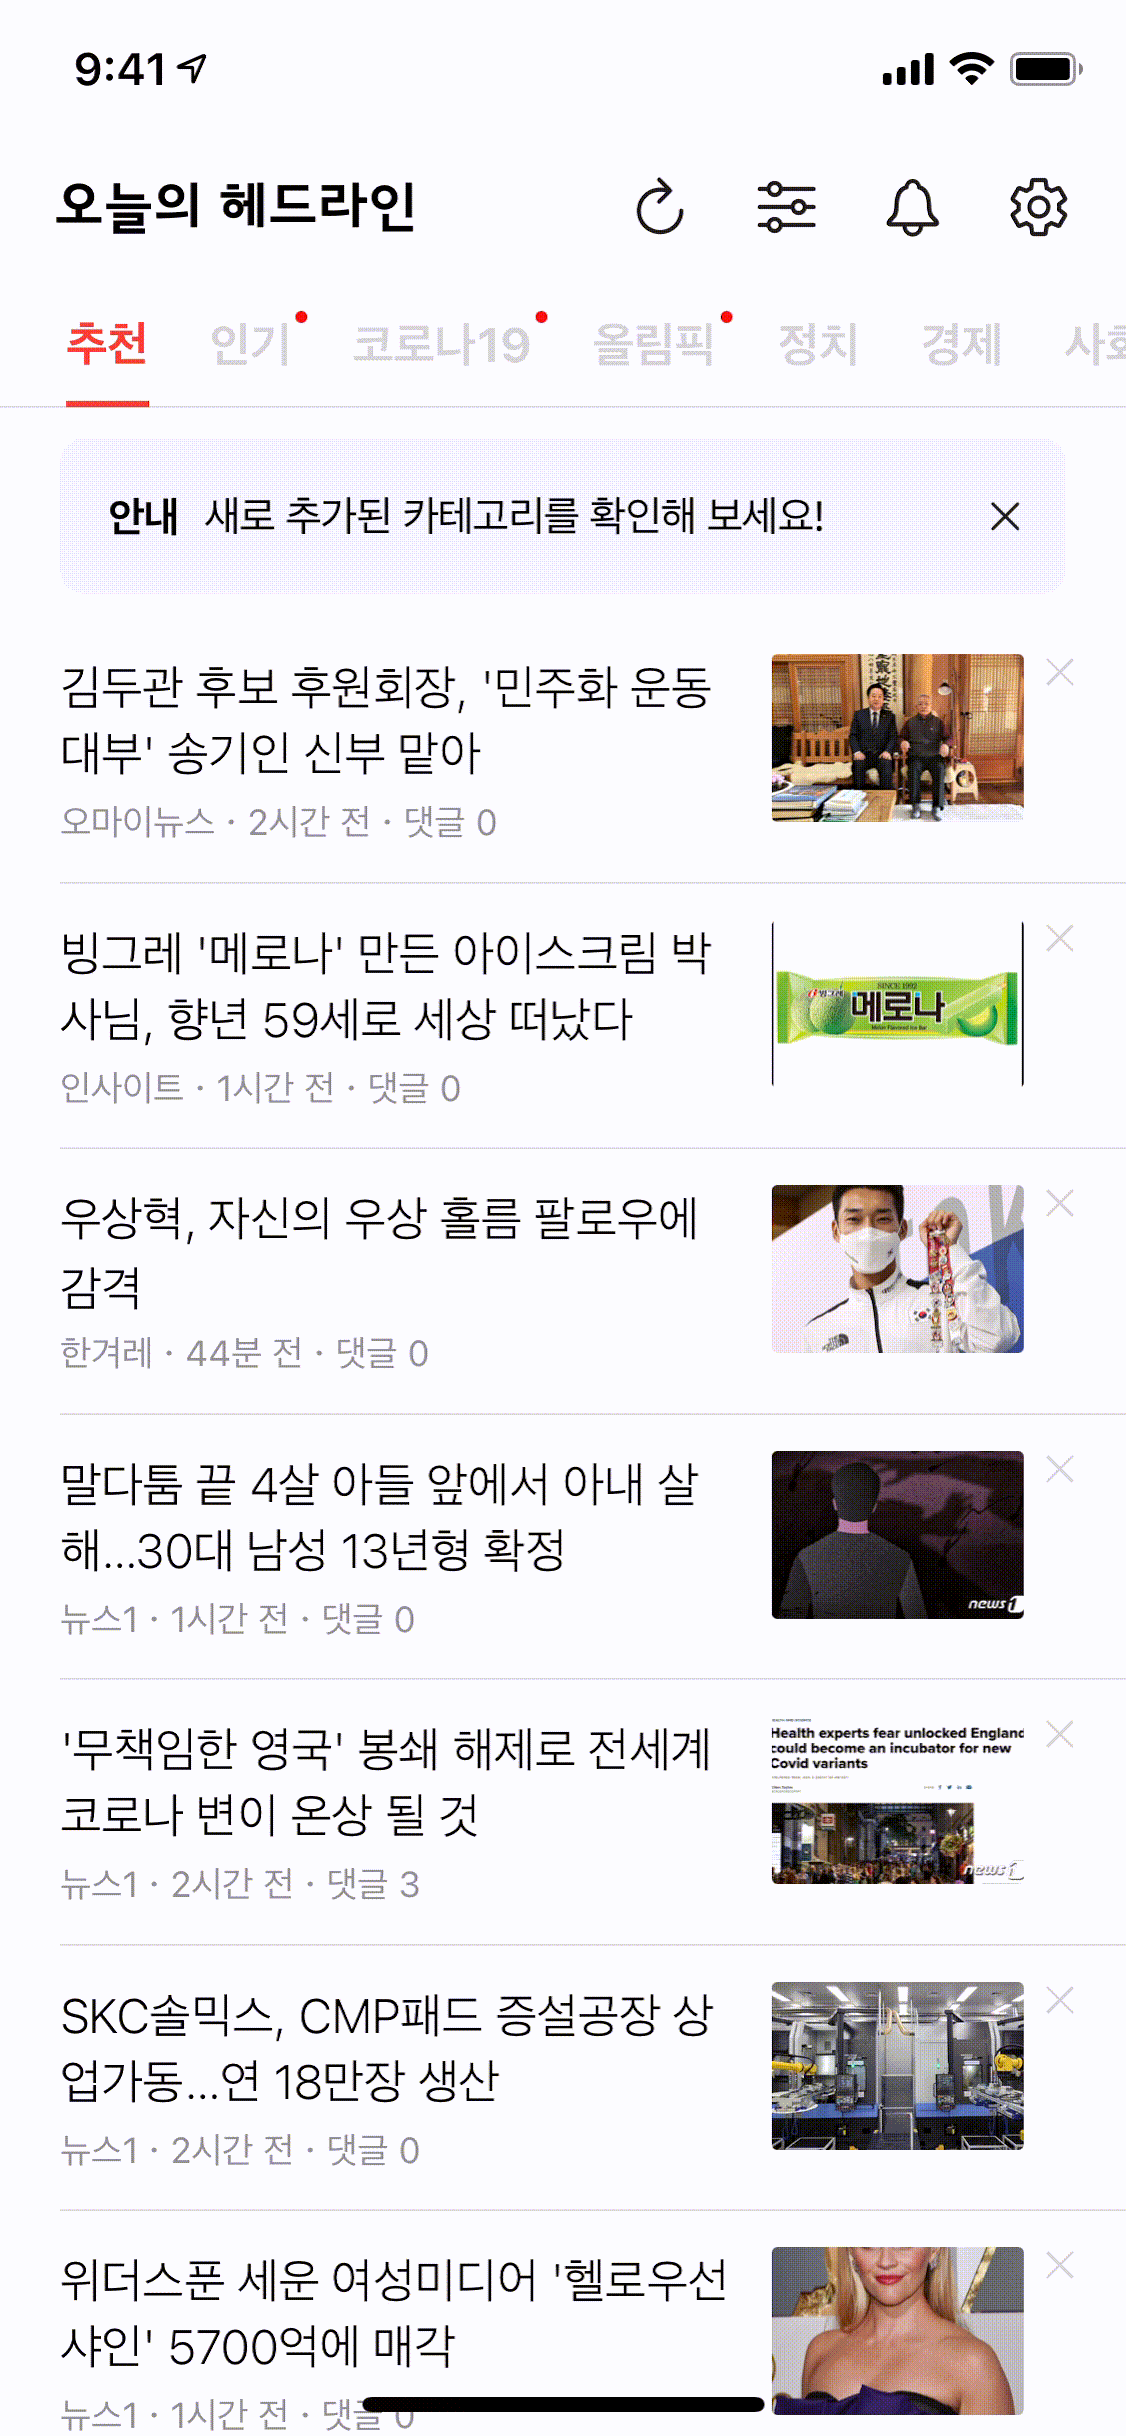 9:41
오늘의 헤드라인
추천 인기 코로나19 올림픽 정치 경제 사회
안내 새로 추가된 카테고리를 확인해 보세요!
김두관 후보 후원회장, '민주화 운동
대부' 송기인 신부 맡아
오마이뉴스 · 2시간 전 · 댓글 0
빙그레 '메로나' 만든 아이스크림 박
사님, 향년 59세로 세상 떠났다
인사이트 · 1시간 전 · 댓글 0
SINCE 1992
빙그레
메로나
Melon Flavored Ice Bar
우상혁, 자신의 우상 홀름 팔로우에
감격
한겨레 · 44분 전 · 댓글 0
말다툼 끝 4살 아들 앞에서 아내 살
해...30대 남성 13년형 확정
뉴스1 · 1시간 전 · 댓글 0
news1
'무책임한 영국' 봉쇄 해제로 전세계
코로나 변이 온상 될 것
뉴스1 · 2시간 전 · 댓글 3
Health experts fear unlocked England
could become an incubator for new
Covid variants
news1
SKC솔믹스, CMP패드 증설공장 상
업가동...연 18만장 생산
뉴스1 · 2시간 전 · 댓글 0
위더스푼 세운 여성미디어 '헬로우선
샤인' 5700억에 매각
뉴스1 · 1시간 전 · 댓글 0